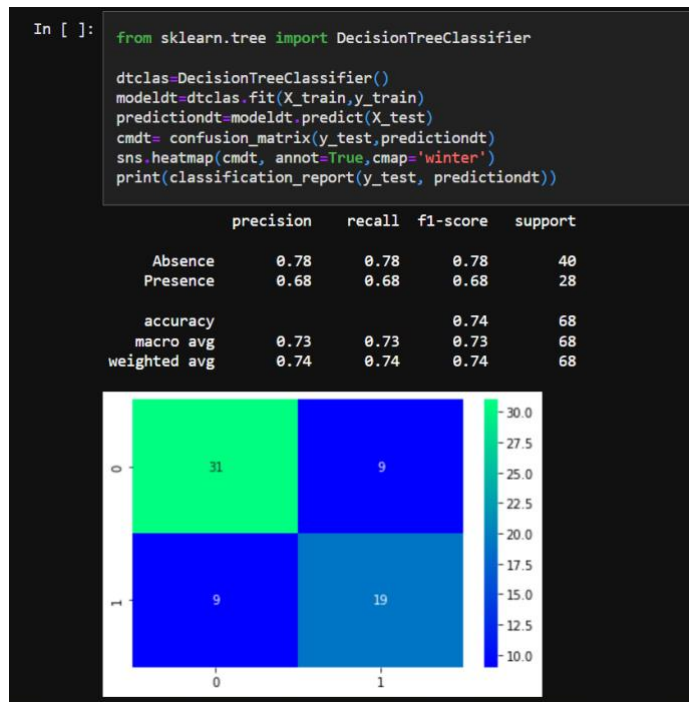 In [ ]:
from sklearn.tree import DecisionTreeClassifier
dtclas=DecisionTreeClassifier()
modeldt=dtclas.fit(X_train,y_train)
predictiondt=modeldt.predict(X_test)
cmdt= confusion_matrix(y_test,predictiondt)
sns.heatmap(cmdt, annot=True,cmap='winter')
print(classification_report(y_test, predictiondt))
precision recall f1-score support
Absence 0.78 0.78 0.78 40
Presence 0.68 0.68 0.68 28
accuracy 0.74 68
macro avg 0.73 0.73 0.73 68
weighted avg 0.74 0.74 0.74 68
30.0
0 31 9
27.5
25.0
22.5
20.0
17.5
1 9 19
15.0
12.5
10.0
0 1